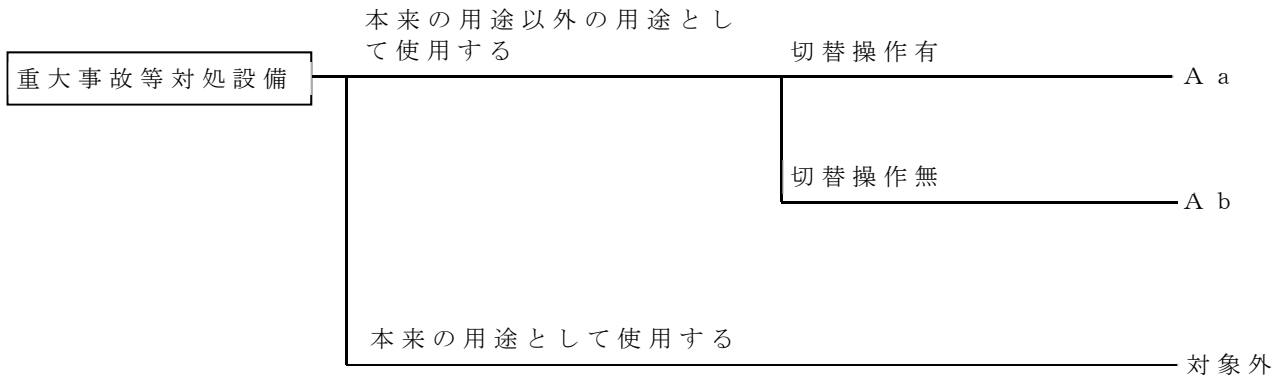 本来の用途以外の用途とし
て使用する
切替操作有
重大事故等対処設備
Ａａ
切替操作無
Ａｂ
本来の用途として使用する
対象外